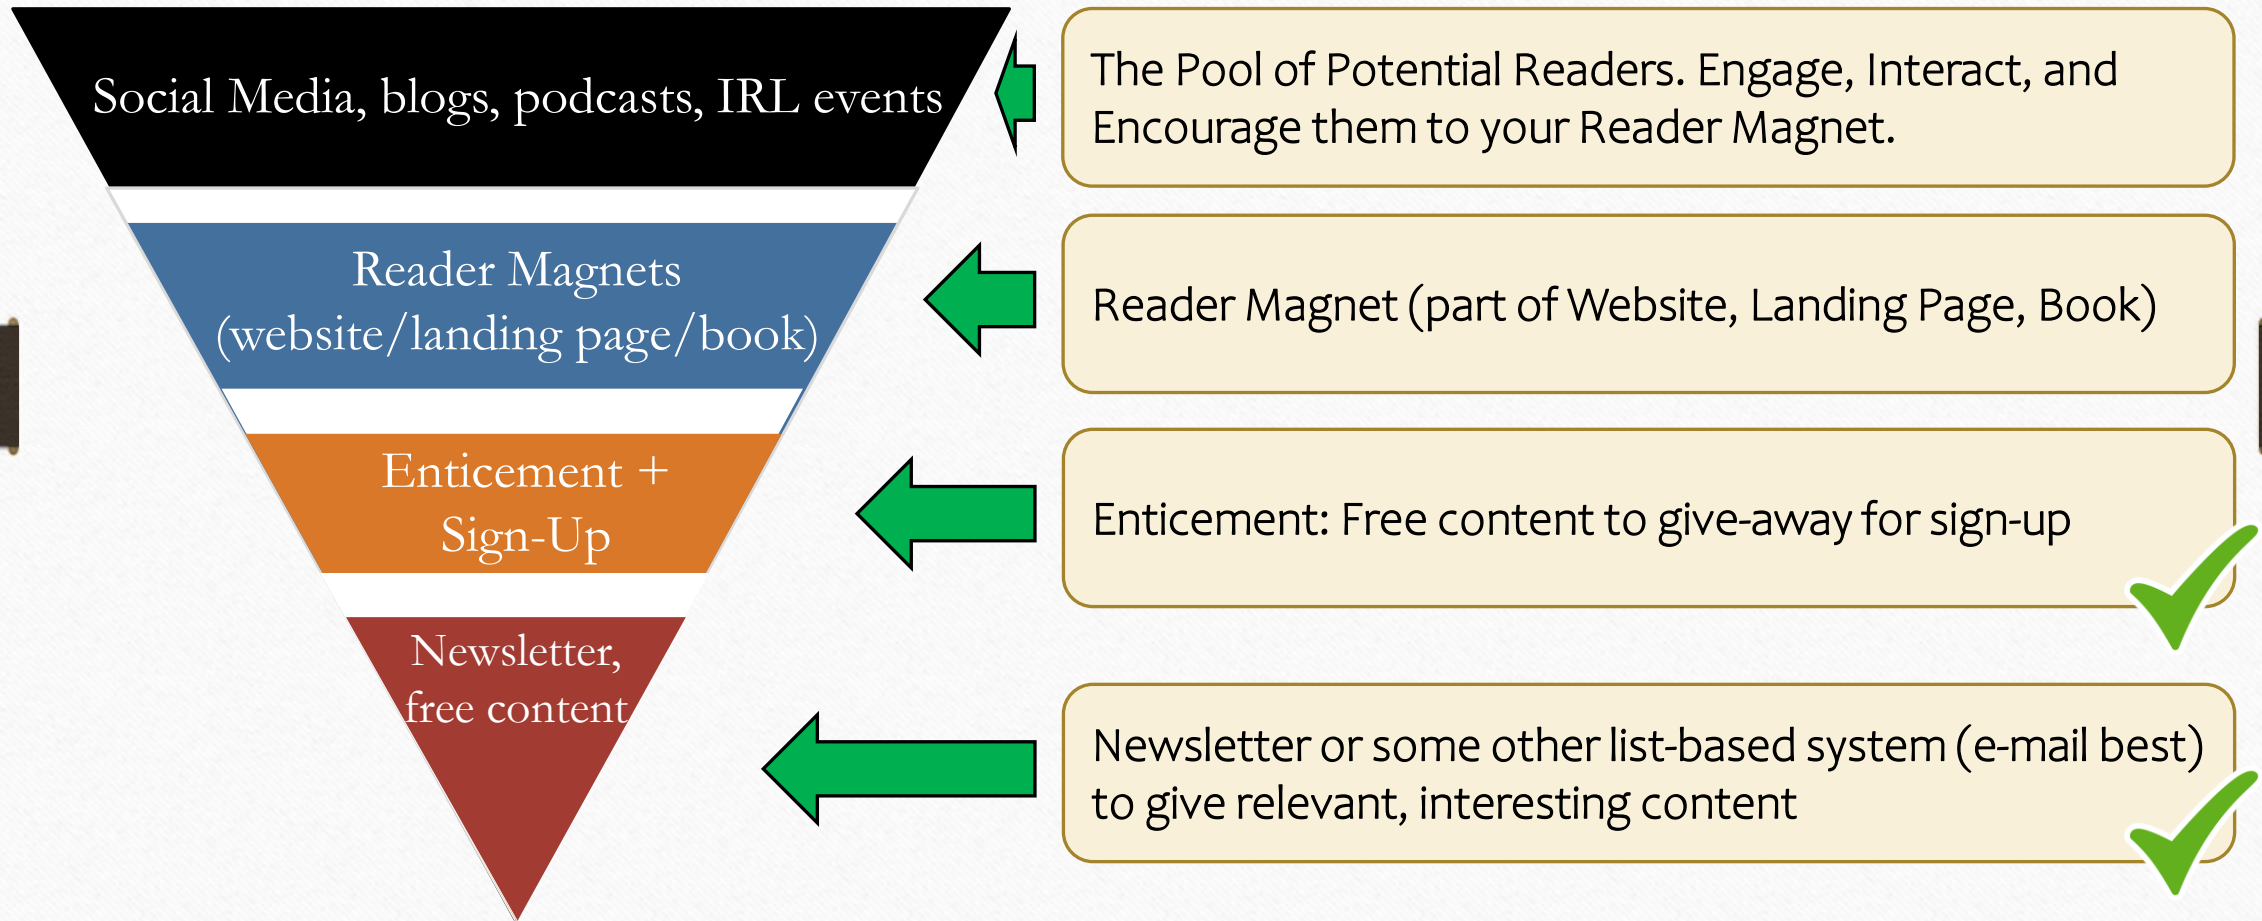 Social Media, blogs, podcasts, IRL events
The Pool of Potential Readers. Engage, Interact, and
Encourage them to your Reader Magnet.
Reader Magnets
(website/landing page/book)
Reader Magnet (part of Website, Landing Page, Book)
Enticement +
Sign-Up
Enticement: Free content to give-away for sign-up
Newsletter,
free content
Newsletter or some other list-based system (e-mail best)
to give relevant, interesting content